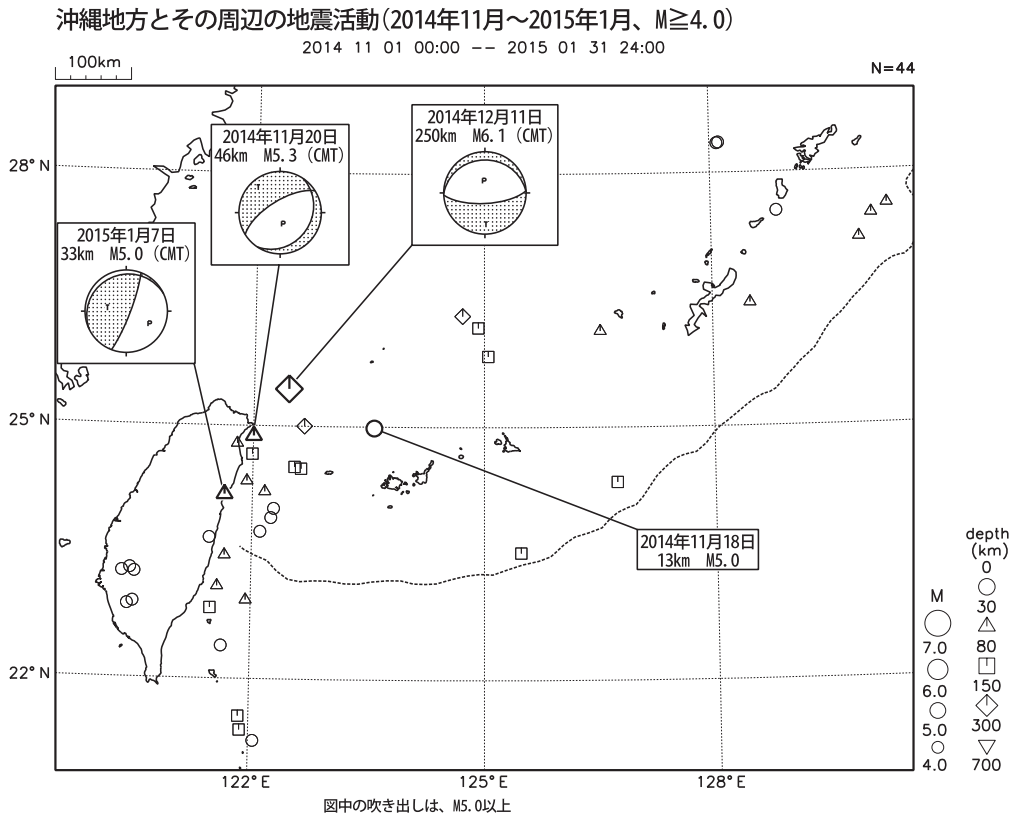 沖縄地方とその周辺の地震活動(2014年11月～2015年1月、M≧4.0)
2014 11 01 00:00 -- 2015 01 31 24:00
100km
N=44
2014年12月11日
250km M6.1 (CMT)
P
T
2014年11月20日
46km M5.3 (CMT)
T
P
2015年1月7日
33km M5.0 (CMT)
T
P
28°N
25°N
22°N
2014年11月18日
13km M5.0
122°E
125°E
128°E
M
7.0
6.0
5.0
4.0
depth
(km)
0
30
80
150
300
700
図中の吹き出しは、M5.0以上